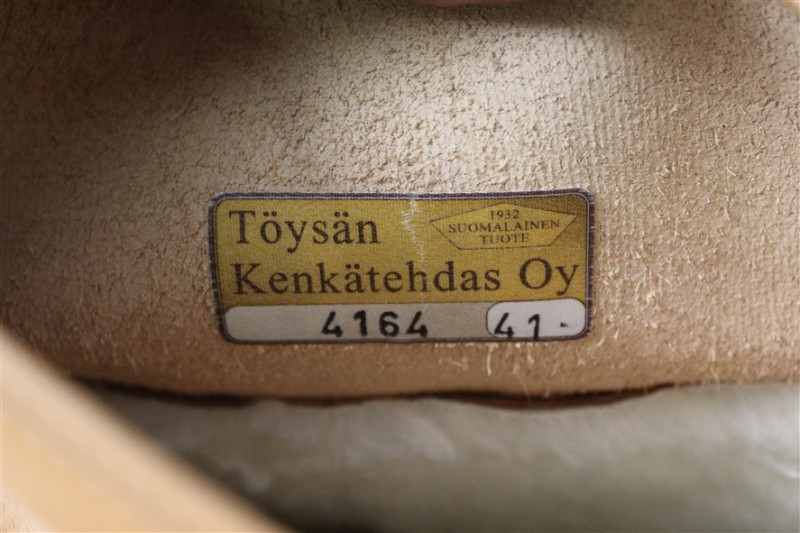 Töysän
1932
SUOMALAINEN
TUOTE
Kenkätehdas Oy
4164 41-